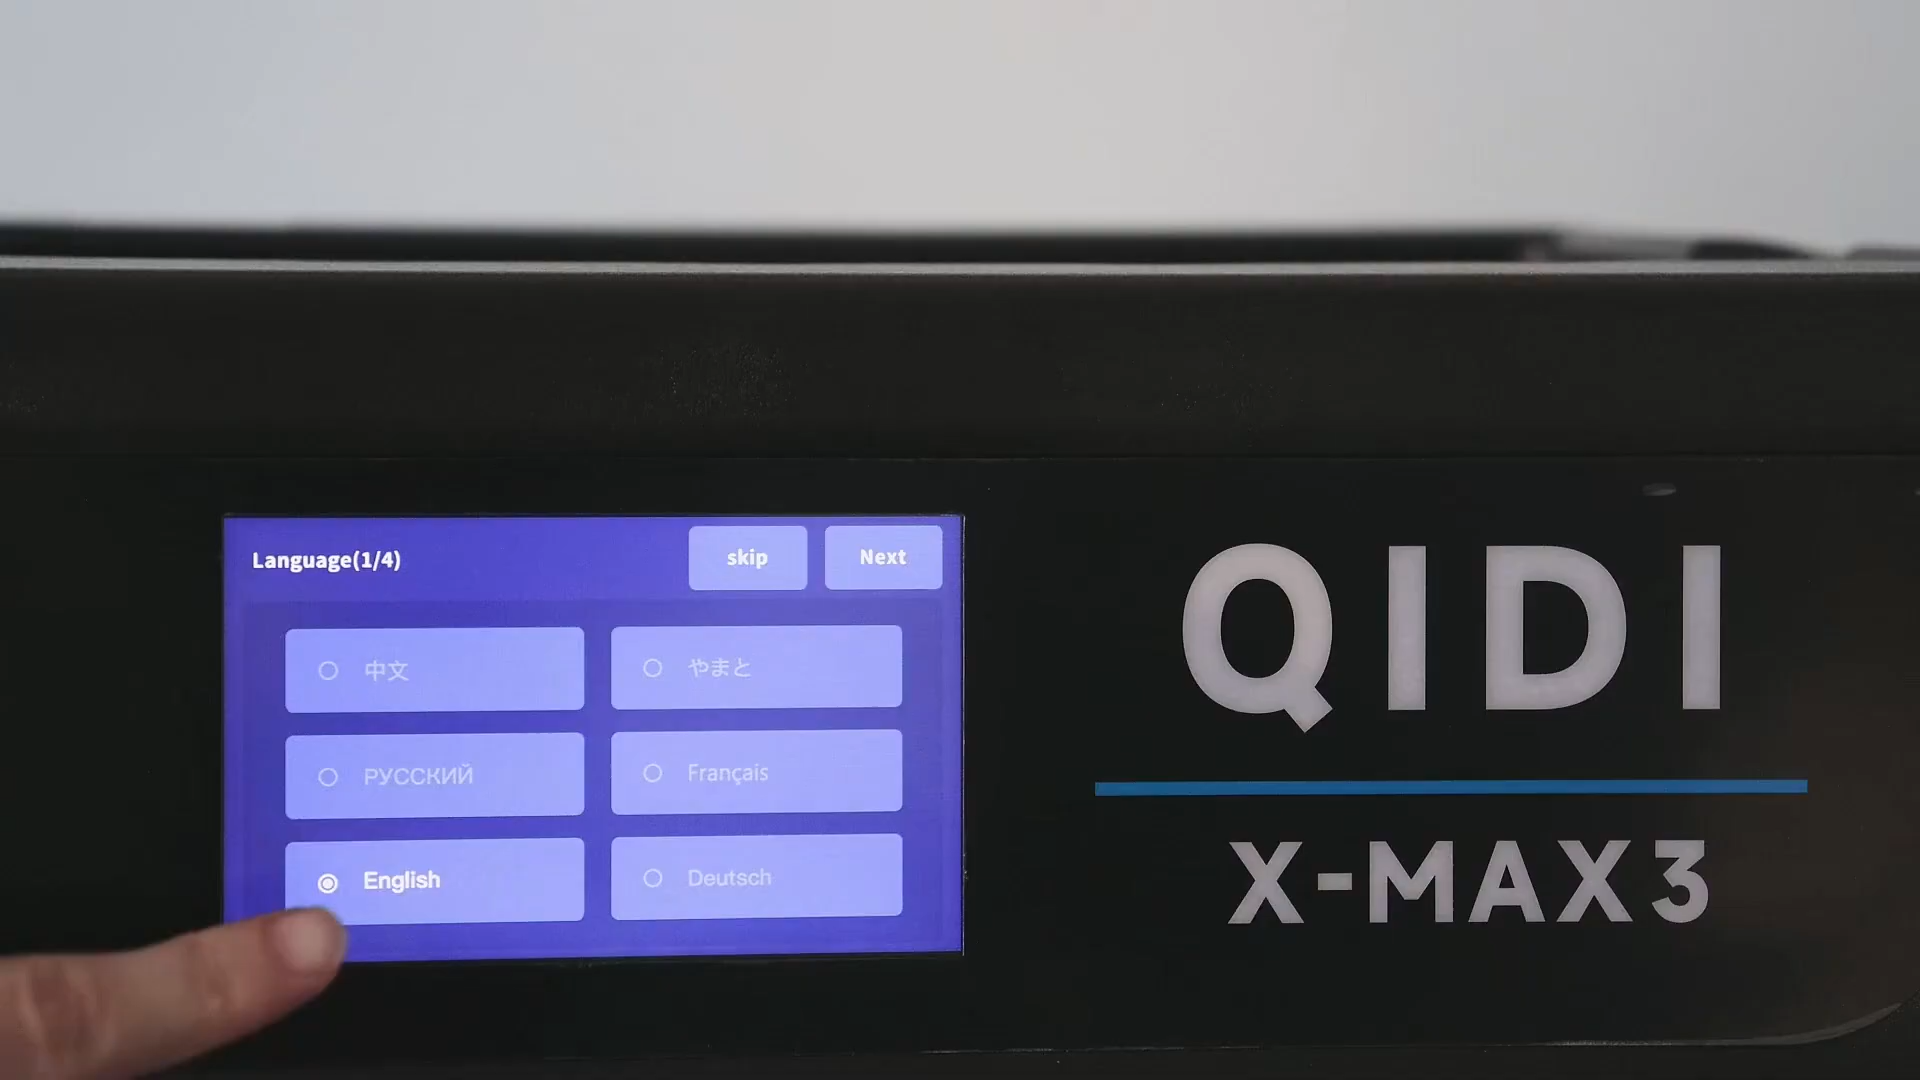 Language(1/4)
skip
Next
中文
やまと
РУССКИЙ
Français
English
Deutsch
QIDI
X-MAX3